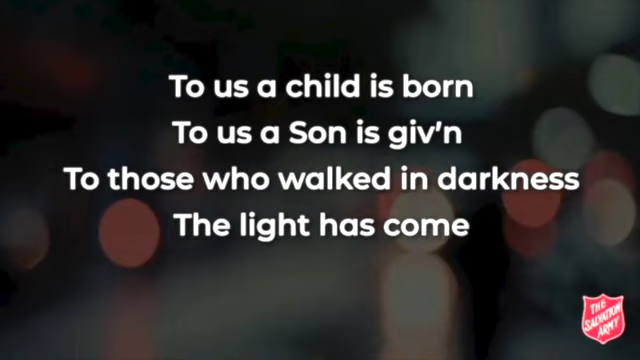 To us a child is born
To us a Son is giv'n
To those who walked in darkness
The light has come
THE
SALVATION
ARMY